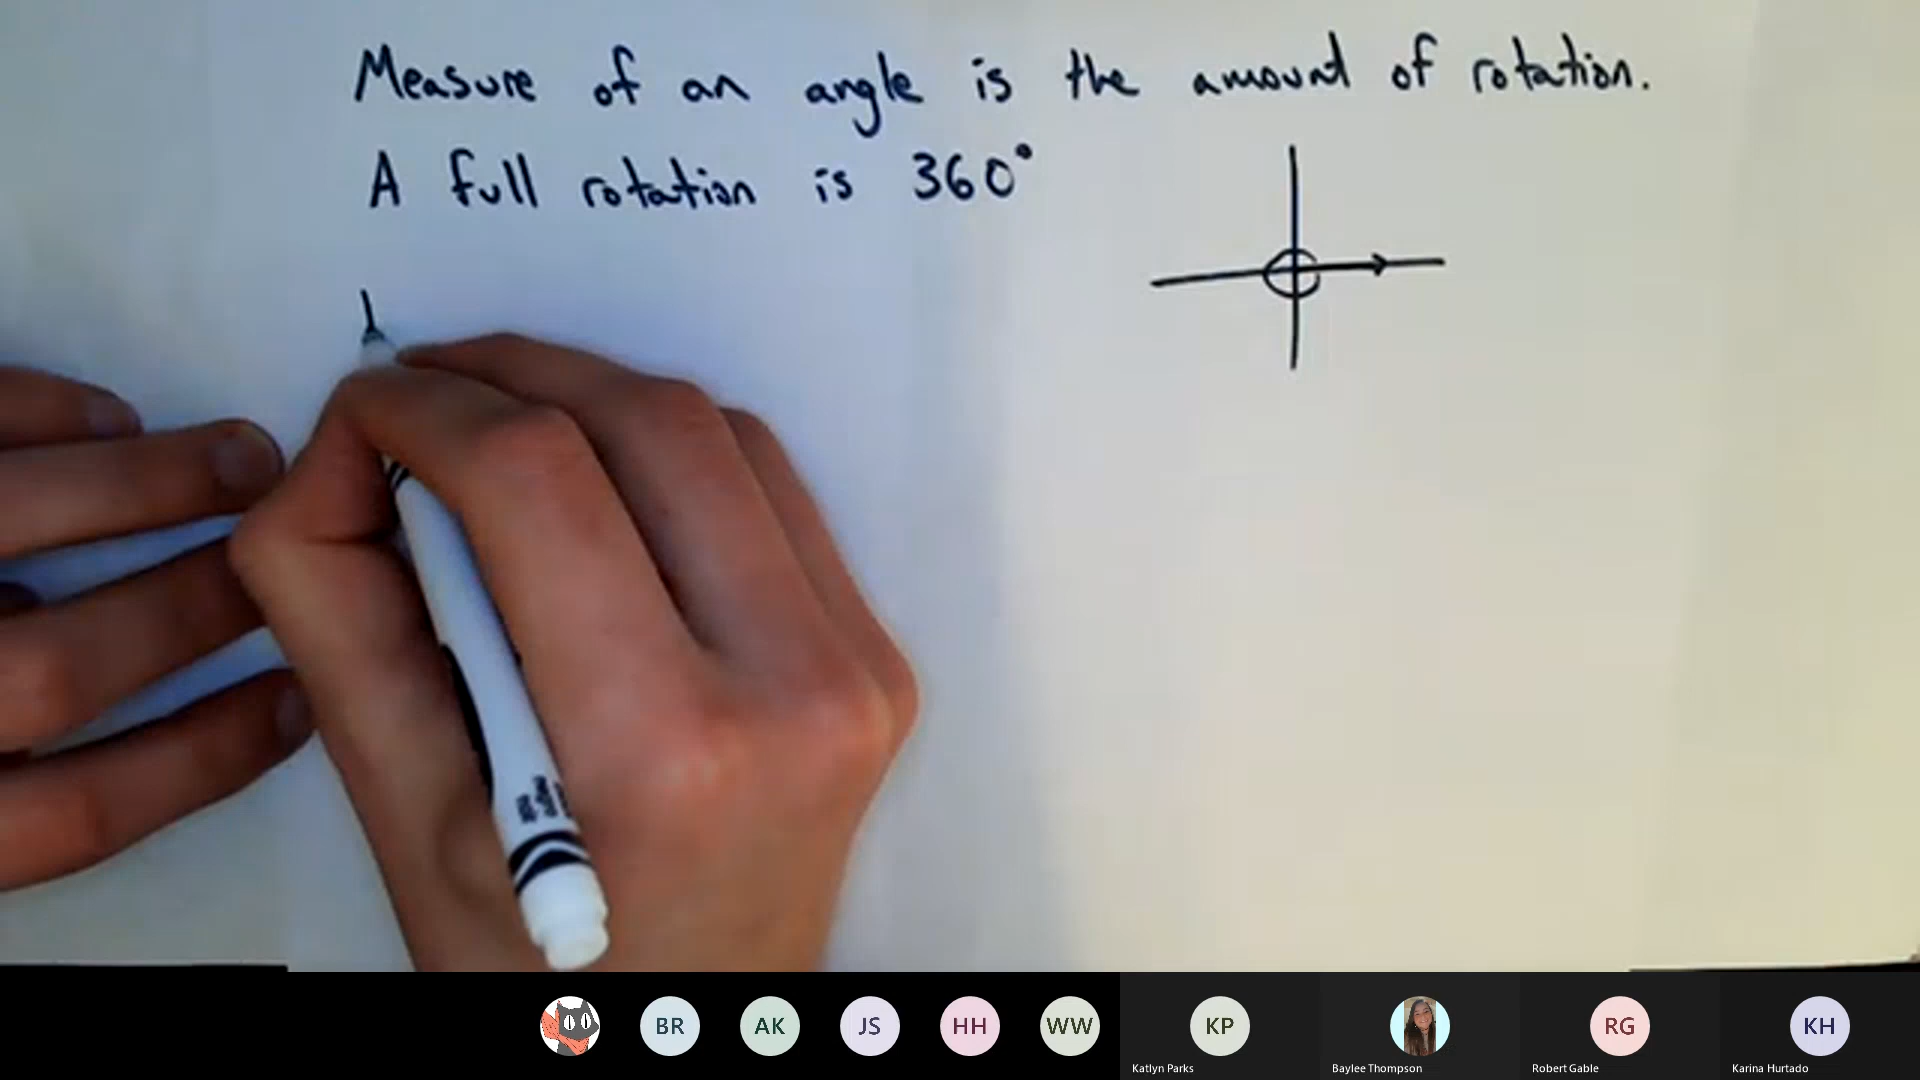 Measure of an angle is the amount of rotation.
A full rotation is 360°
BR
AK
JS
HH
WW
KP
RG
KH
Katlyn Parks
Baylee Thompson
Robert Gable
Karina Hurtado